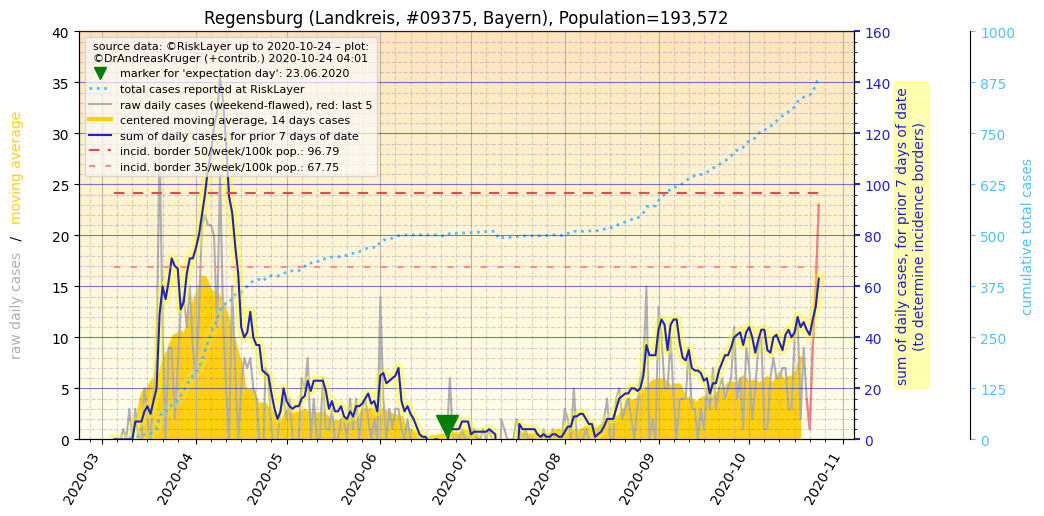 Regensburg (Landkreis, #09375, Bayern), Population=193,572
source data: ©RiskLayer up to 2020-10-24 – plot:
©DrAndreasKruger (+contrib.) 2020-10-24 04:01
marker for 'expectation day': 23.06.2020
total cases reported at RiskLayer
raw daily cases (weekend-flawed), red: last 5
centered moving average, 14 days cases
sum of daily cases, for prior 7 days of date
incid. border 50/week/100k pop.: 96.79
incid. border 35/week/100k pop.: 67.75
raw daily cases / moving average
40
35
30
25
20
15
10
5
0
2020-03
2020-04
2020-05
2020-06
2020-07
2020-08
2020-09
2020-10
2020-11
160
140
120
100
80
60
40
20
0
sum of daily cases, for prior 7 days of date
(to determine incidence borders)
1000
875
750
625
500
375
250
125
0
cumulative total cases